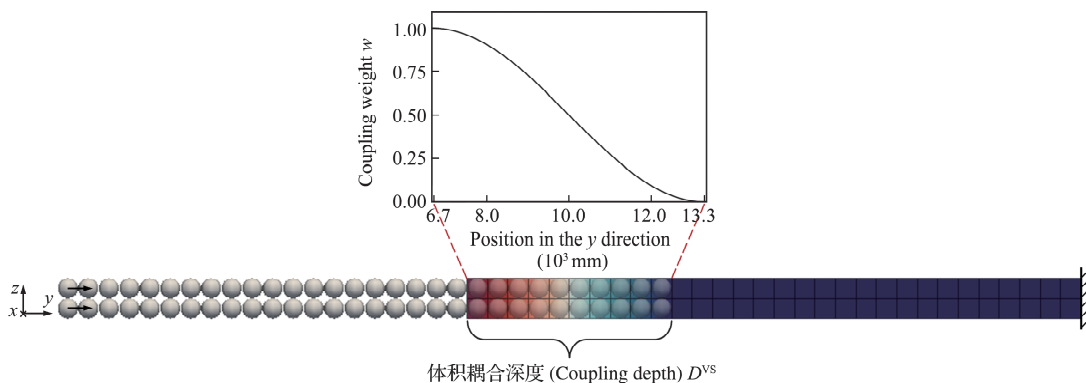 Coupling weight w
1.00
0.75
0.50
0.25
0.00
6.7 8.0 10.0 12.0 13.3
Position in the y direction
(10³ mm)
z
y
x
体积耦合深度 (Coupling depth) Dⱽˢ